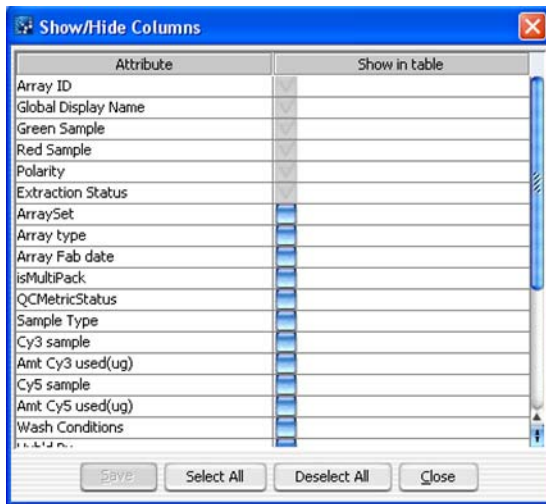 Show/Hide Columns
Attribute Show in table
Array ID
Global Display Name
Green Sample
Red Sample
Polarity
Extraction Status
ArraySet
Array type
Array Fab date
isMultiPack
QCMetricStatus
Sample Type
Cy3 sample
Amt Cy3 used(ug)
Cy5 sample
Amt Cy5 used(ug)
Wash Conditions
Save Select All Deselect All Close